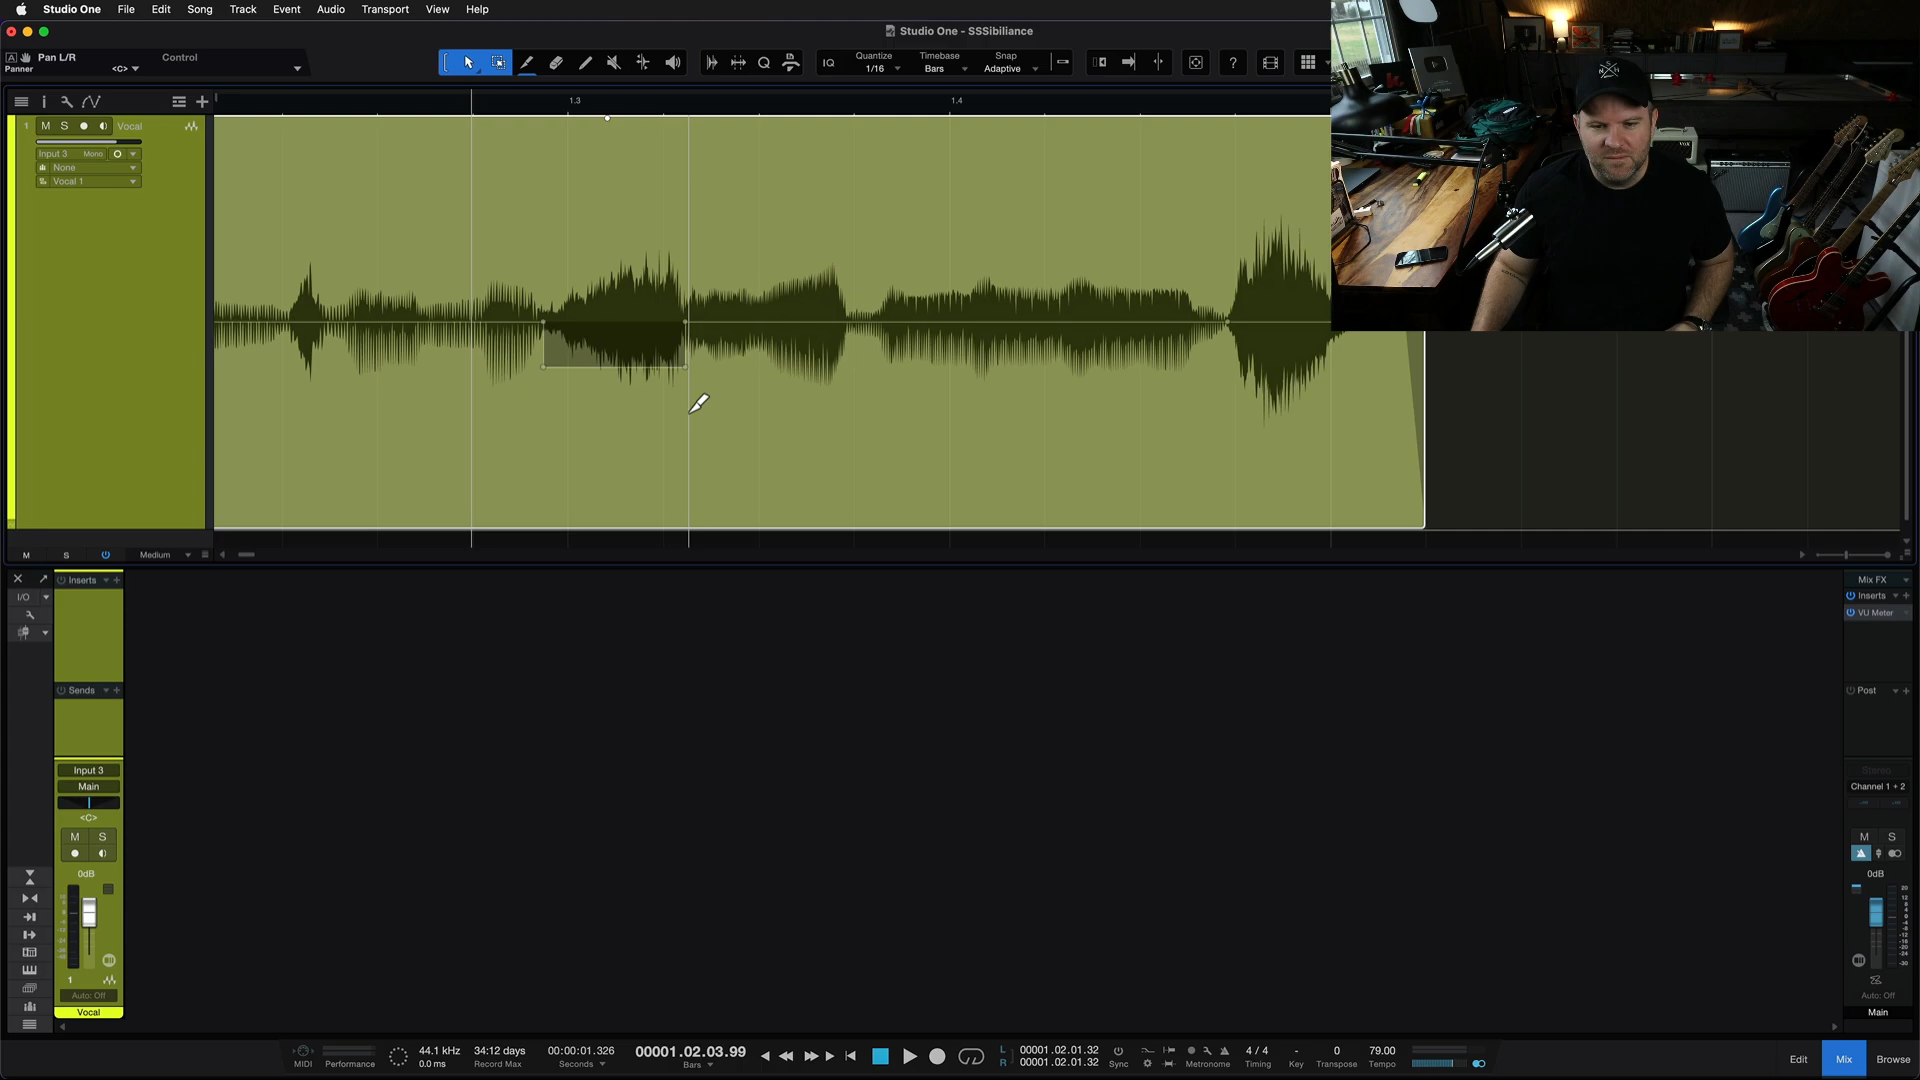 Studio One File Edit Song Track Event Audio Transport View Help
Studio One - SSSibiliance
Pan L/R
Control
Panner
<C>
IQ
Quantize
1/16
Timebase
Bars
Snap
Adaptive
?
1.3
1.4
1 M S Vocal
Input 3 Mono
None
Vocal 1
M S Medium
Inserts
I/O
Sends
Input 3
Main
<C>
M S
0dB
1
Auto: Off
Vocal
Mix FX
Inserts
VU Meter
Post
Stereo
Channel 1 + 2
M S
0dB
Auto: Off
Main
MIDI
Performance
44.1 kHz
0.0 ms
34:12 days
Record Max
00:00:01.326
Seconds
00001.02.03.99
Bars
L 00001.02.01.32
R 00001.02.01.32
Sync
Metronome
4 / 4
Timing
-
Key
0
Transpose
79.00
Tempo
Edit Mix Browse